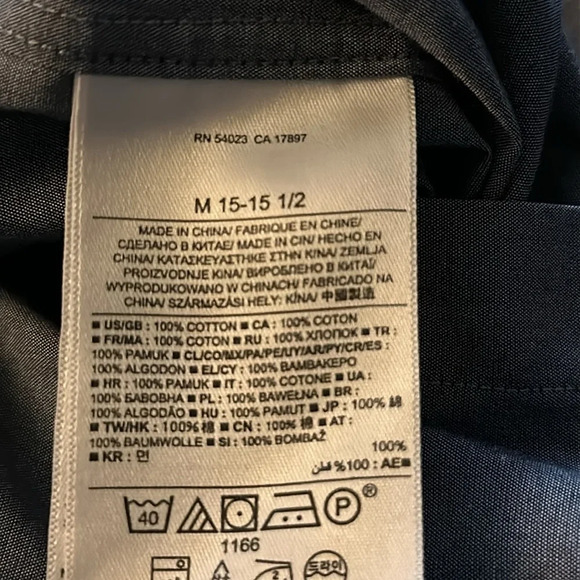 RN 54023 CA 17897
M 15-15 1/2
MADE IN CHINA/ FABRIQUE EN CHINE/
СДЕЛАНО В КИТАЕ/ MADE IN CIN/ HECHO EN
CHINA/ ΚΑΤΑΣΚΕΥΑΣΤΗΚΕ ΣΤΗΝ ΚΙΝΑ/ ZEMLJA
PROIZVODNJE KINA/ ВИРОБЛЕНО В КИТАЇ/
WYPRODUKOWANO W CHINACH/ FABRICADO NA
CHINA/ SZÁRMAZÁSI HELY: KÍNA/ 中國製造
■ US/GB : 100% COTTON ■ CA : 100% COTON
■ FR/MA : 100% COTON ■ RU : 100% ХЛОПОК ■ TR :
100% PAMUK ■ CL/CO/MX/PA/PE/UY/AR/PY/CR/ES :
100% ALGODON ■ EL/CY : 100% ΒΑΜΒΑΚΕΡΟ
■ HR : 100% PAMUK ■ IT : 100% COTONE ■ UA :
100% БАВОВНА ■ PL : 100% BAWEŁNA ■ BR :
100% ALGODÃO ■ HU : 100% PAMUT ■ JP : 100% 綿
■ TW/HK : 100% 棉 ■ CN : 100% 棉 ■ AT :
100% BAUMWOLLE ■ SI : 100% BOMBAŽ
100%
■ KR : 면
■AE : 100% قطن
40 P ®
1166
드라이